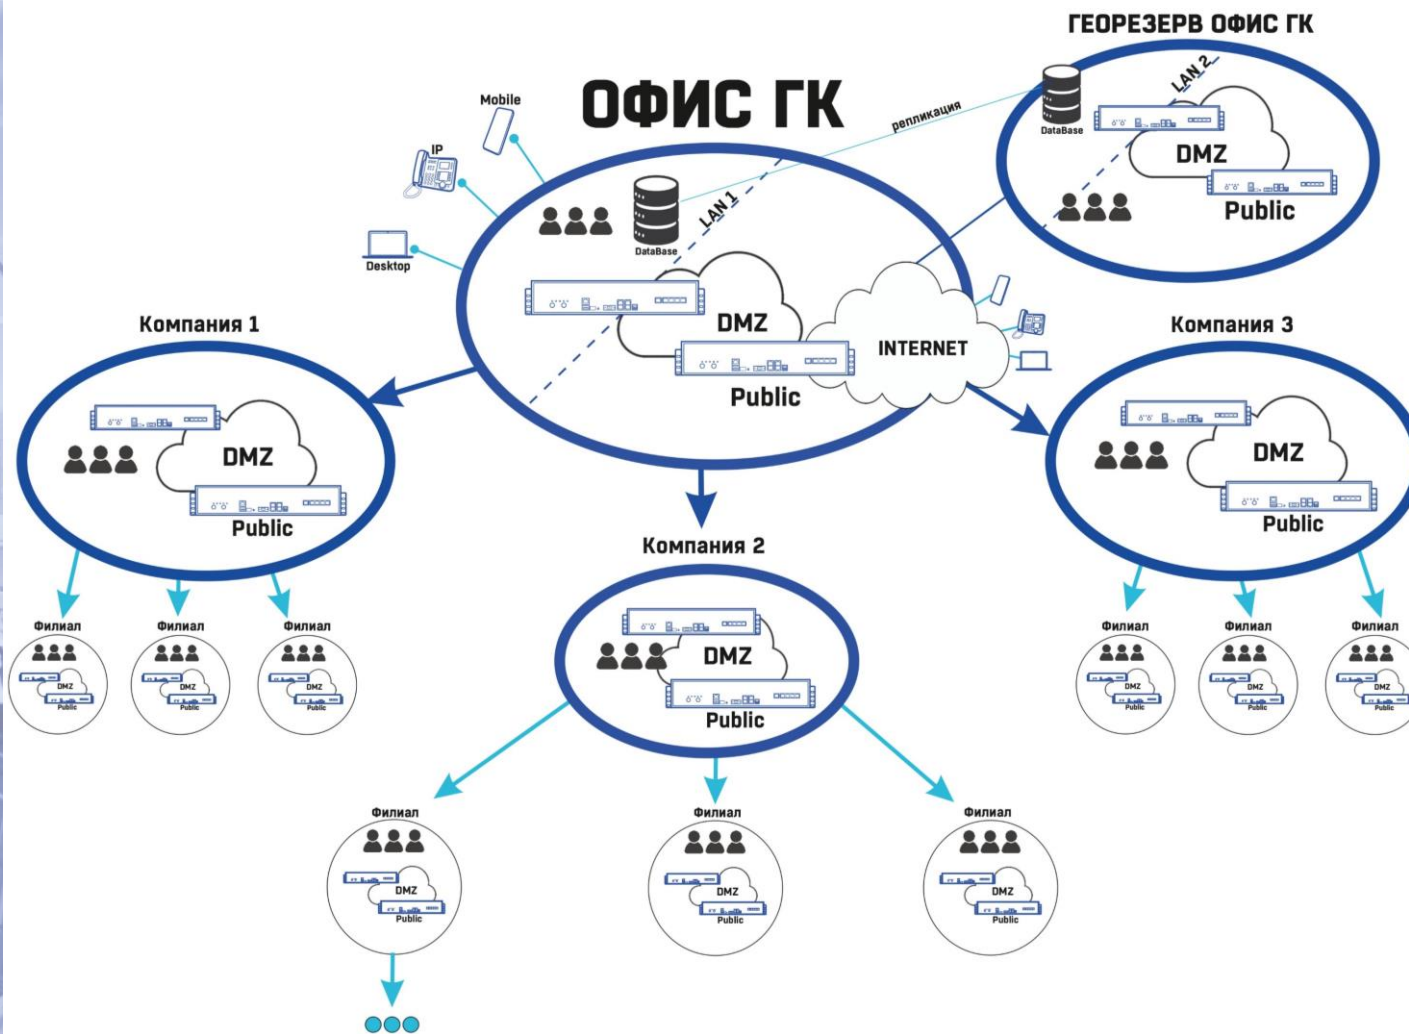 ГЕОРЕЗЕРВ ОФИС ГК
ОФИС ГК
Mobile
IP
Desktop
репликация
DataBase
LAN 2
DMZ
Public
DataBase
LAN 1
DMZ
Public
INTERNET
Компания 1
DMZ
Public
Компания 3
DMZ
Public
Компания 2
DMZ
Public
Филиал
DMZ
Public
Филиал
DMZ
Public
Филиал
DMZ
Public
Филиал
DMZ
Public
Филиал
DMZ
Public
Филиал
DMZ
Public
Филиал
DMZ
Public
Филиал
DMZ
Public
Филиал
DMZ
Public